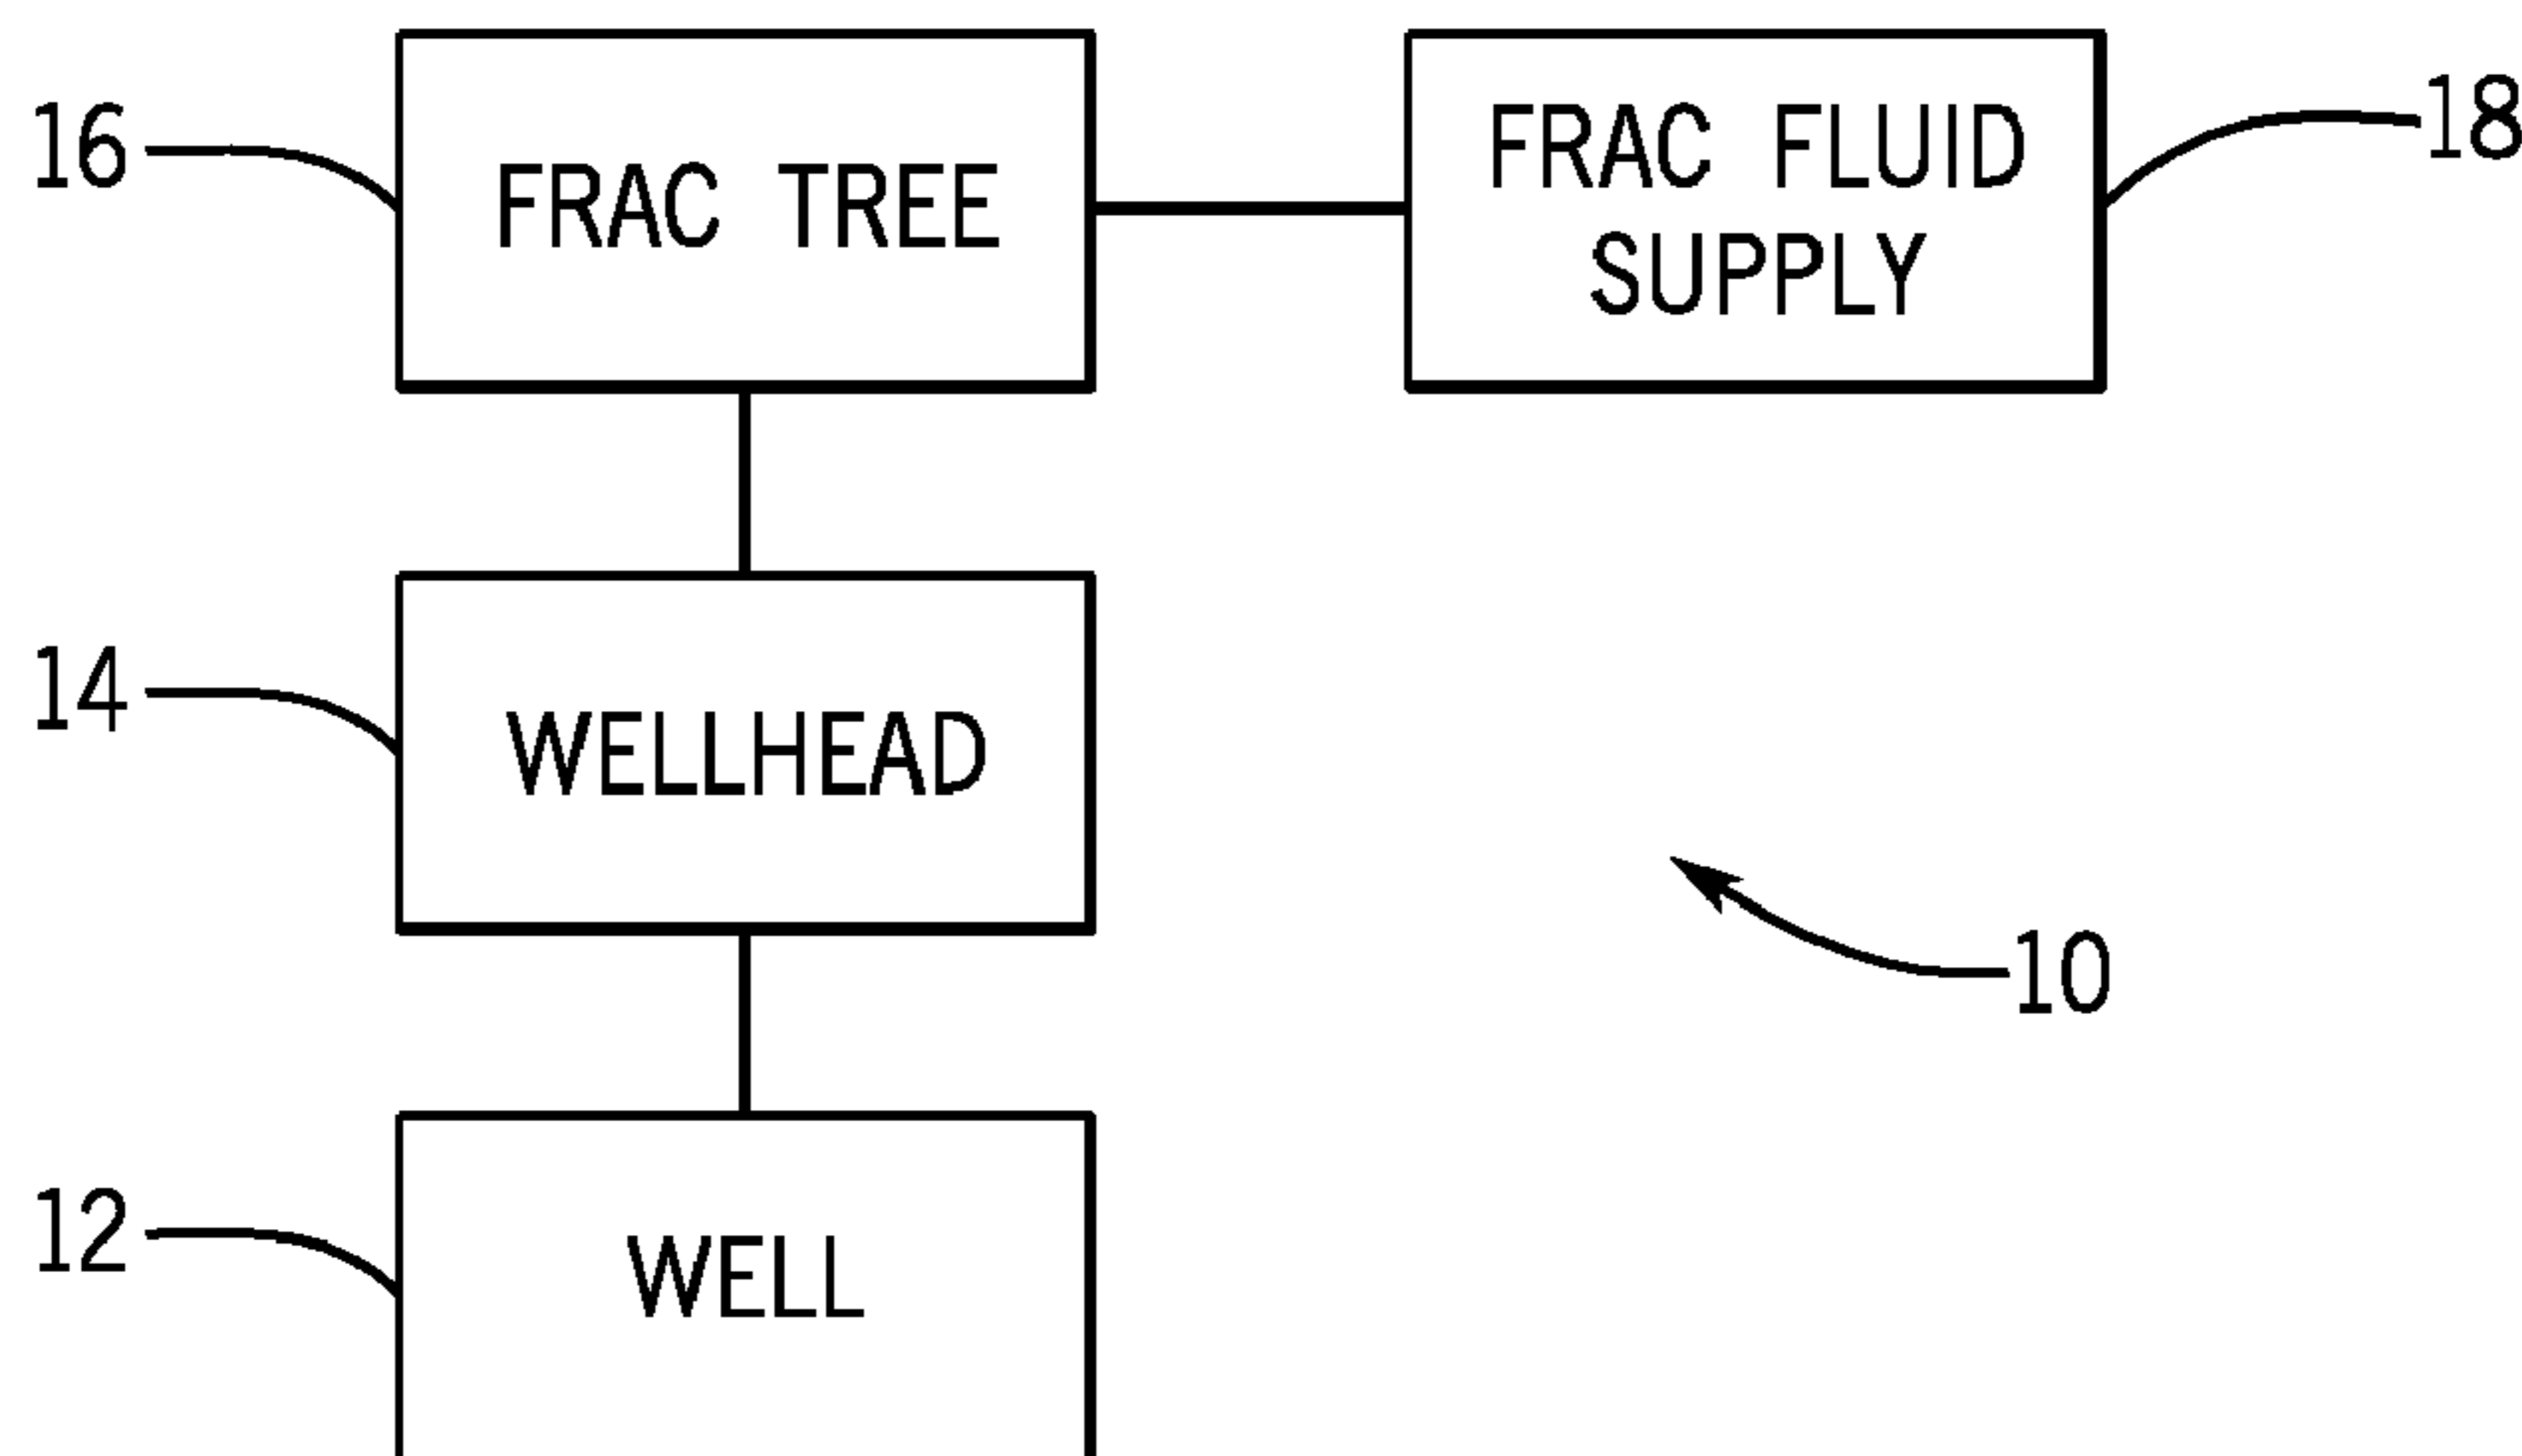 16
FRAC TREE
FRAC FLUID
SUPPLY
18
14
WELLHEAD
10
12
WELL